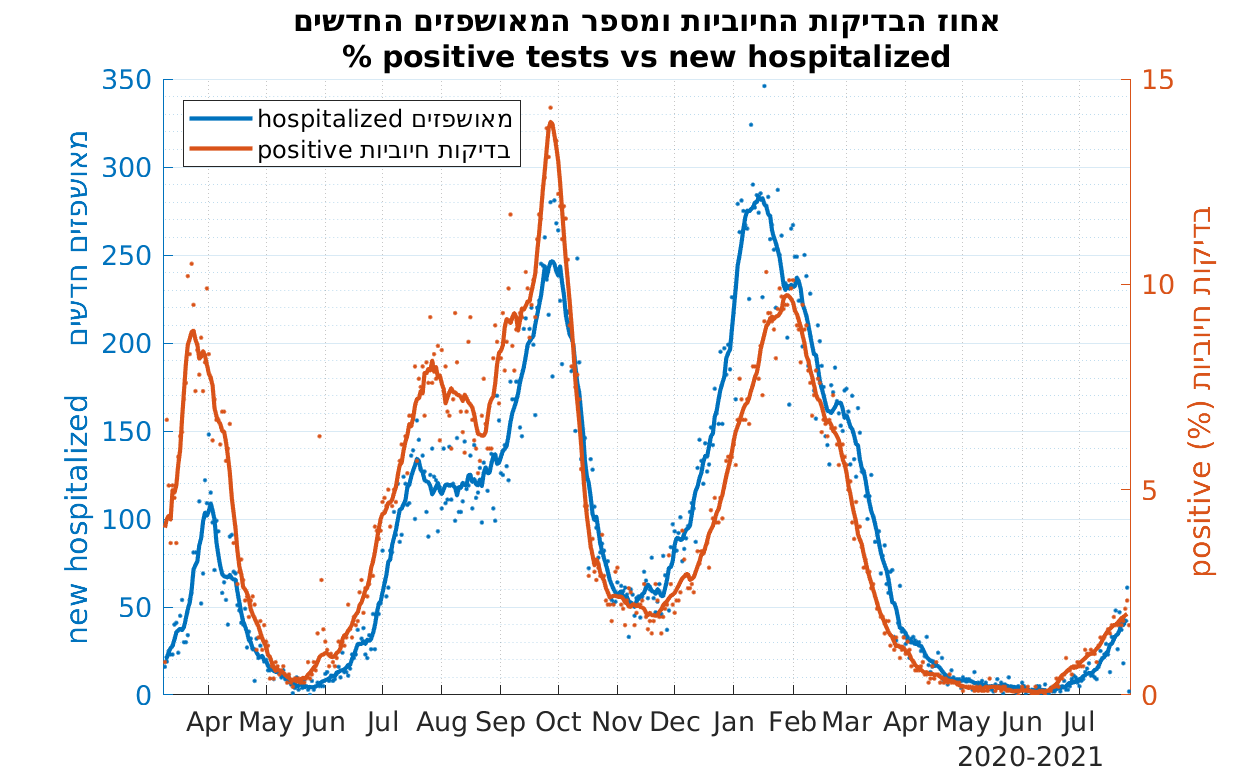 אחוז הבדיקות החיוביות ומספר המאושפזים החדשים
% positive tests vs new hospitalized
350
300
250
200
150
100
50
0
new hospitalized מאושפזים חדשים
hospitalized מאושפזים
positive בדיקות חיוביות
15
10
5
0
positive (%) בדיקות חיוביות
Apr May Jun Jul Aug Sep Oct Nov Dec Jan Feb Mar Apr May Jun Jul
2020-2021